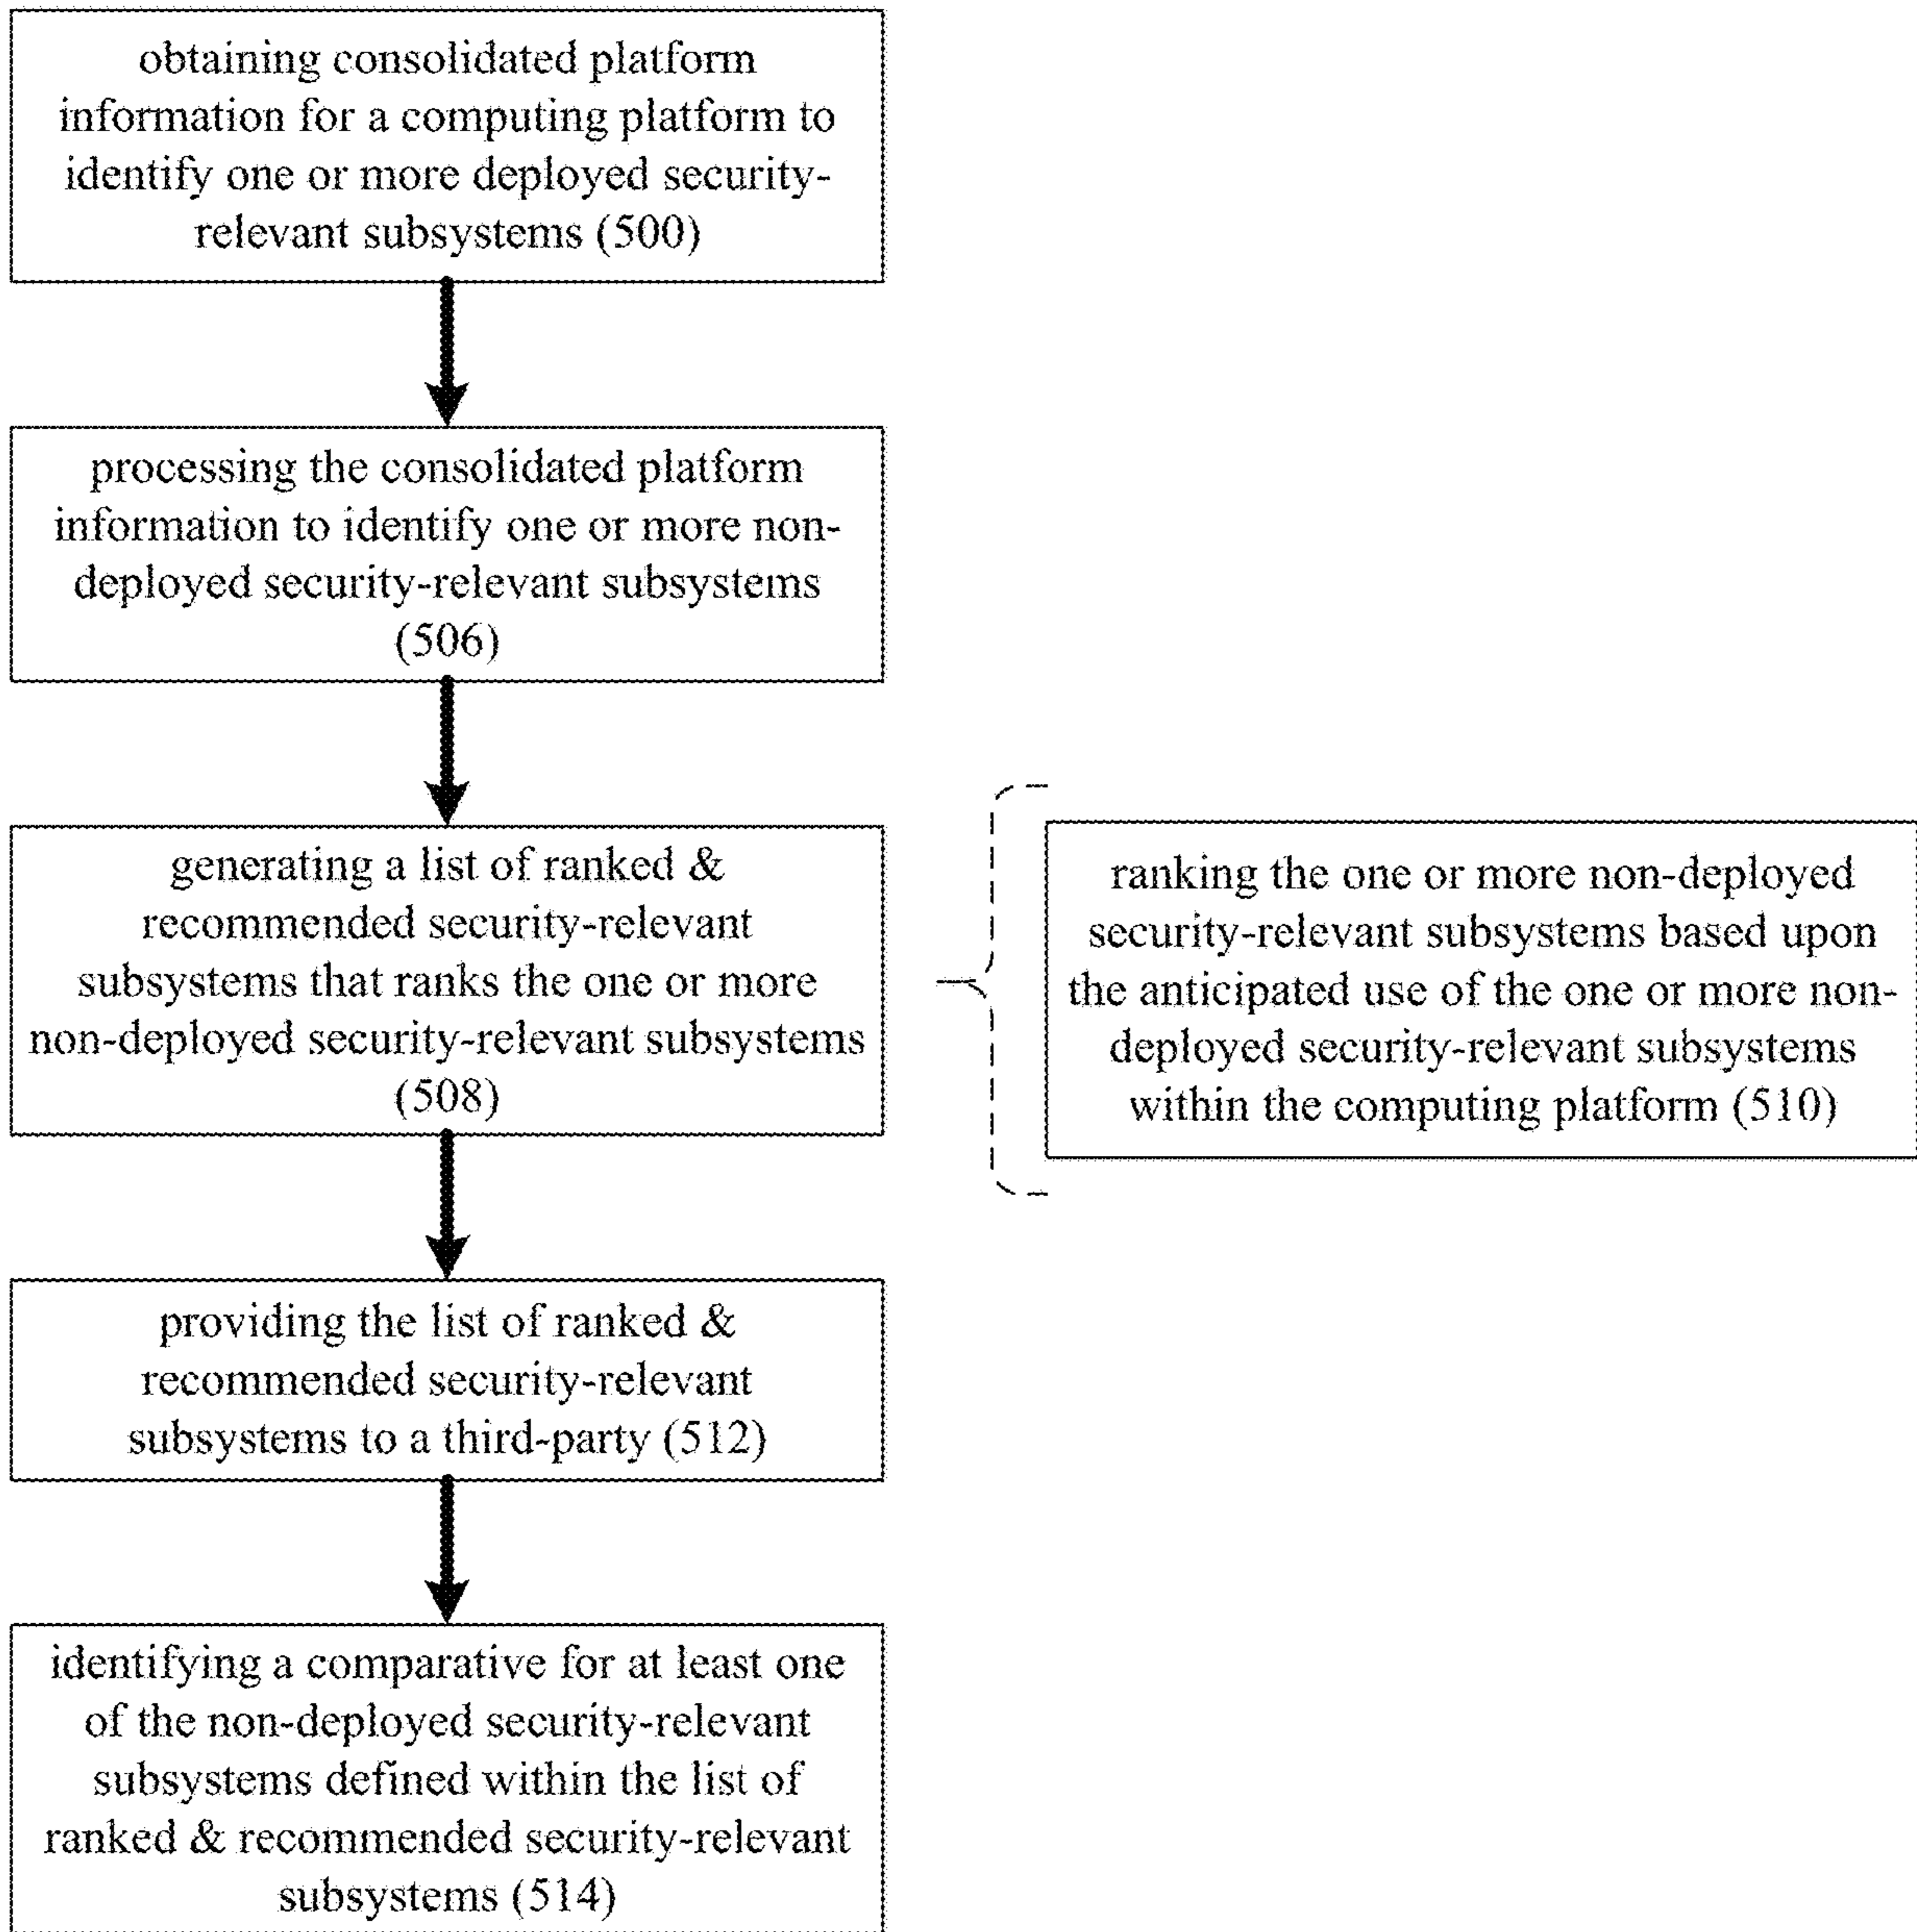 obtaining consolidated platform
information for a computing platform to
identify one or more deployed security-
relevant subsystems (500)
processing the consolidated platform
information to identify one or more non-
deployed security-relevant subsystems
(506)
generating a list of ranked &
recommended security-relevant
subsystems that ranks the one or more
non-deployed security-relevant subsystems
(508)
ranking the one or more non-deployed
security-relevant subsystems based upon
the anticipated use of the one or more non-
deployed security-relevant subsystems
within the computing platform (510)
providing the list of ranked &
recommended security-relevant
subsystems to a third-party (512)
identifying a comparative for at least one
of the non-deployed security-relevant
subsystems defined within the list of
ranked & recommended security-relevant
subsystems (514)